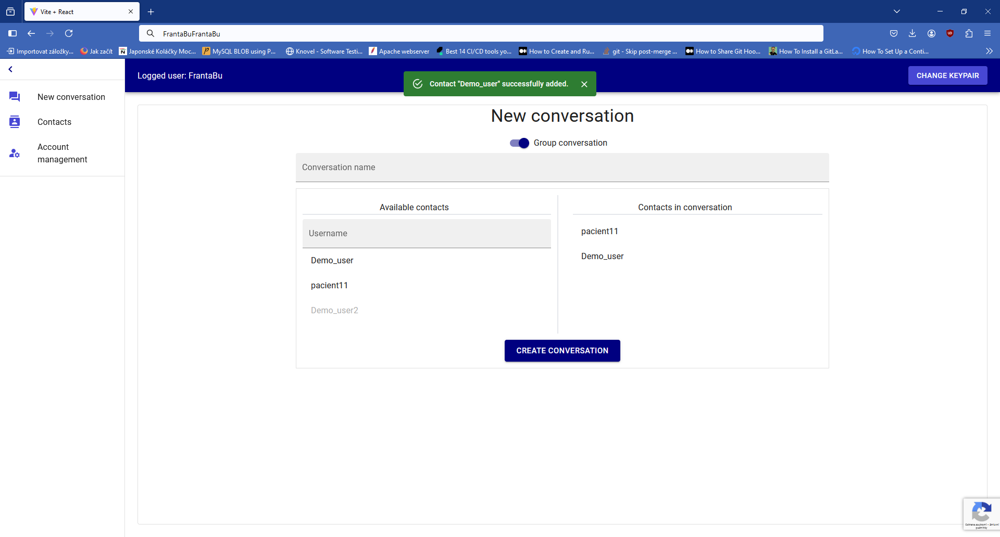 Vite + React
FrantaBuFrantaBu
Importovat záložky...
Jak začít
Japonské Koláčky Moc...
MySQL BLOB using P...
Knovel - Software Testi...
Apache webserver
Best 14 CI/CD tools yo...
How to Create and Ru...
git - Skip post-merge ...
How to Share Git Hoo...
How To Install a GitLa...
How To Set Up a Conti...
Logged user: FrantaBu
Contact "Demo_user" successfully added.
CHANGE KEYPAIR
New conversation
Contacts
Account
management
New conversation
Group conversation
Conversation name
Available contacts
Username
Demo_user
pacient11
Demo_user2
Contacts in conversation
pacient11
Demo_user
CREATE CONVERSATION
Ochrana soukromí - Smluvní
podmínky